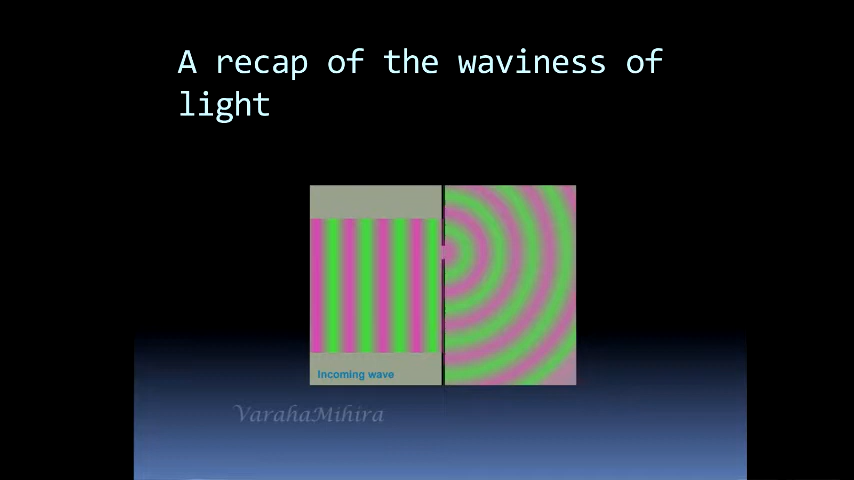 A recap of the waviness of
light
Incoming wave
VarahaMihira